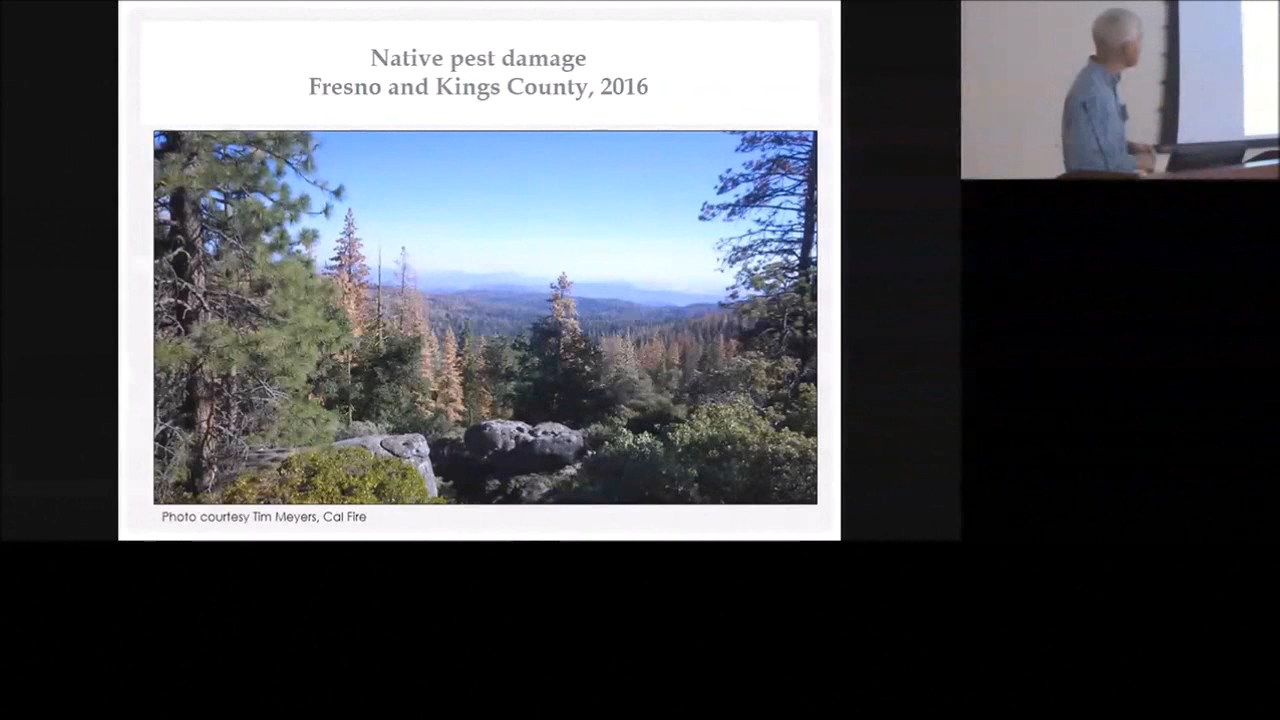 Native pest damage
Fresno and Kings County, 2016
Photo courtesy Tim Meyers, Cal Fire